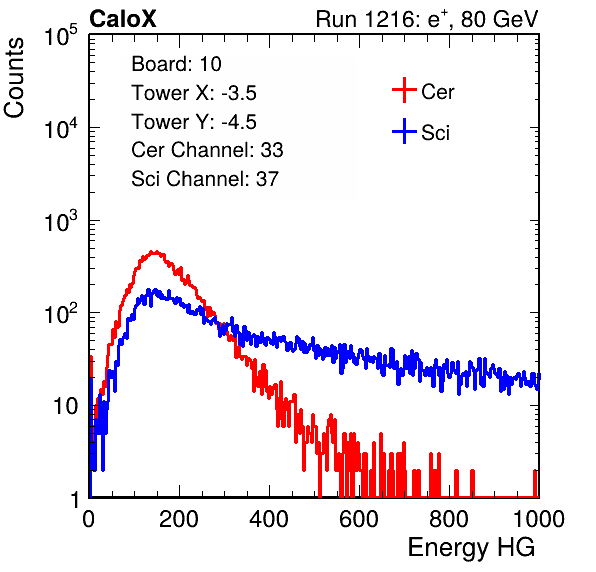 CaloX Run 1216: e⁺, 80 GeV
Counts
Board: 10
Tower X: -3.5
Tower Y: -4.5
Cer Channel: 33
Sci Channel: 37
Cer
Sci
10⁵
10⁴
10³
10²
10
1
0 200 400 600 800 1000
Energy HG